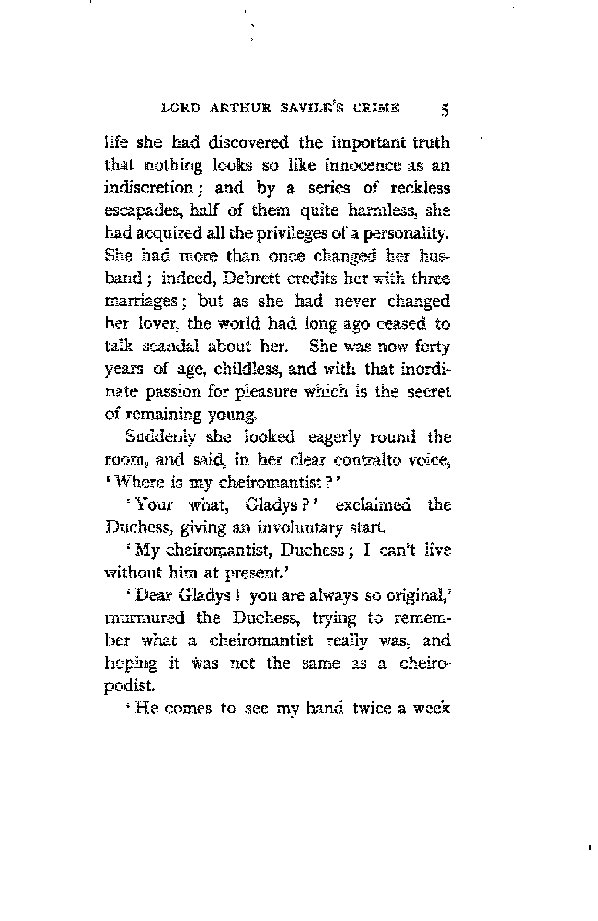 LORD ARTHUR SAVILE'S CRIME 5
life she had discovered the important truth
that nothing looks so like innocence as an
indiscretion; and by a series of reckless
escapades, half of them quite harmless, she
had acquired all the privileges of a personality.
She had more than once changed her hus-
band; indeed, Debrett credits her with three
marriages; but as she had never changed
her lover, the world had long ago ceased to
talk scandal about her. She was now forty
years of age, childless, and with that inordi-
nate passion for pleasure which is the secret
of remaining young.
Suddenly she looked eagerly round the
room, and said, in her clear contralto voice,
'Where is my cheiromantist?'
'Your what, Gladys?' exclaimed the
Duchess, giving an involuntary start.
'My cheiromantist, Duchess; I can't live
without him at present.'
'Dear Gladys! you are always so original,'
murmured the Duchess, trying to remem-
ber what a cheiromantist really was, and
hoping it was not the same as a cheiro-
podist.
'He comes to see my hand twice a week